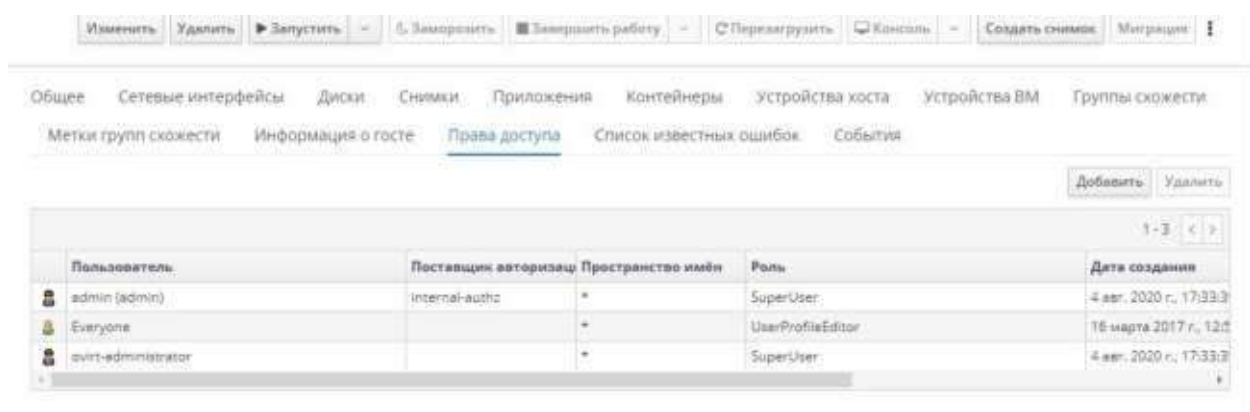 Изменить Удалить Запустить Заморозить Завершить работу Перезагрузить Консоль Создать снимок Миграция
Общее Сетевые интерфейсы Диски Снимки Приложения Контейнеры Устройства хоста Устройства ВМ Группы схожести
Метки групп схожести Информация о госте Права доступа Список известных ошибок События
Добавить Удалить
1-3 < >
Пользователь Поставщик авторизац Пространство имён Роль Дата создания
admin (admin) internal-authz * SuperUser 4 авг. 2020 г., 17:33:3
Everyone * UserProfileEditor 16 марта 2017 г., 12:5
ovirt-administrator * SuperUser 4 авг. 2020 г., 17:33:3